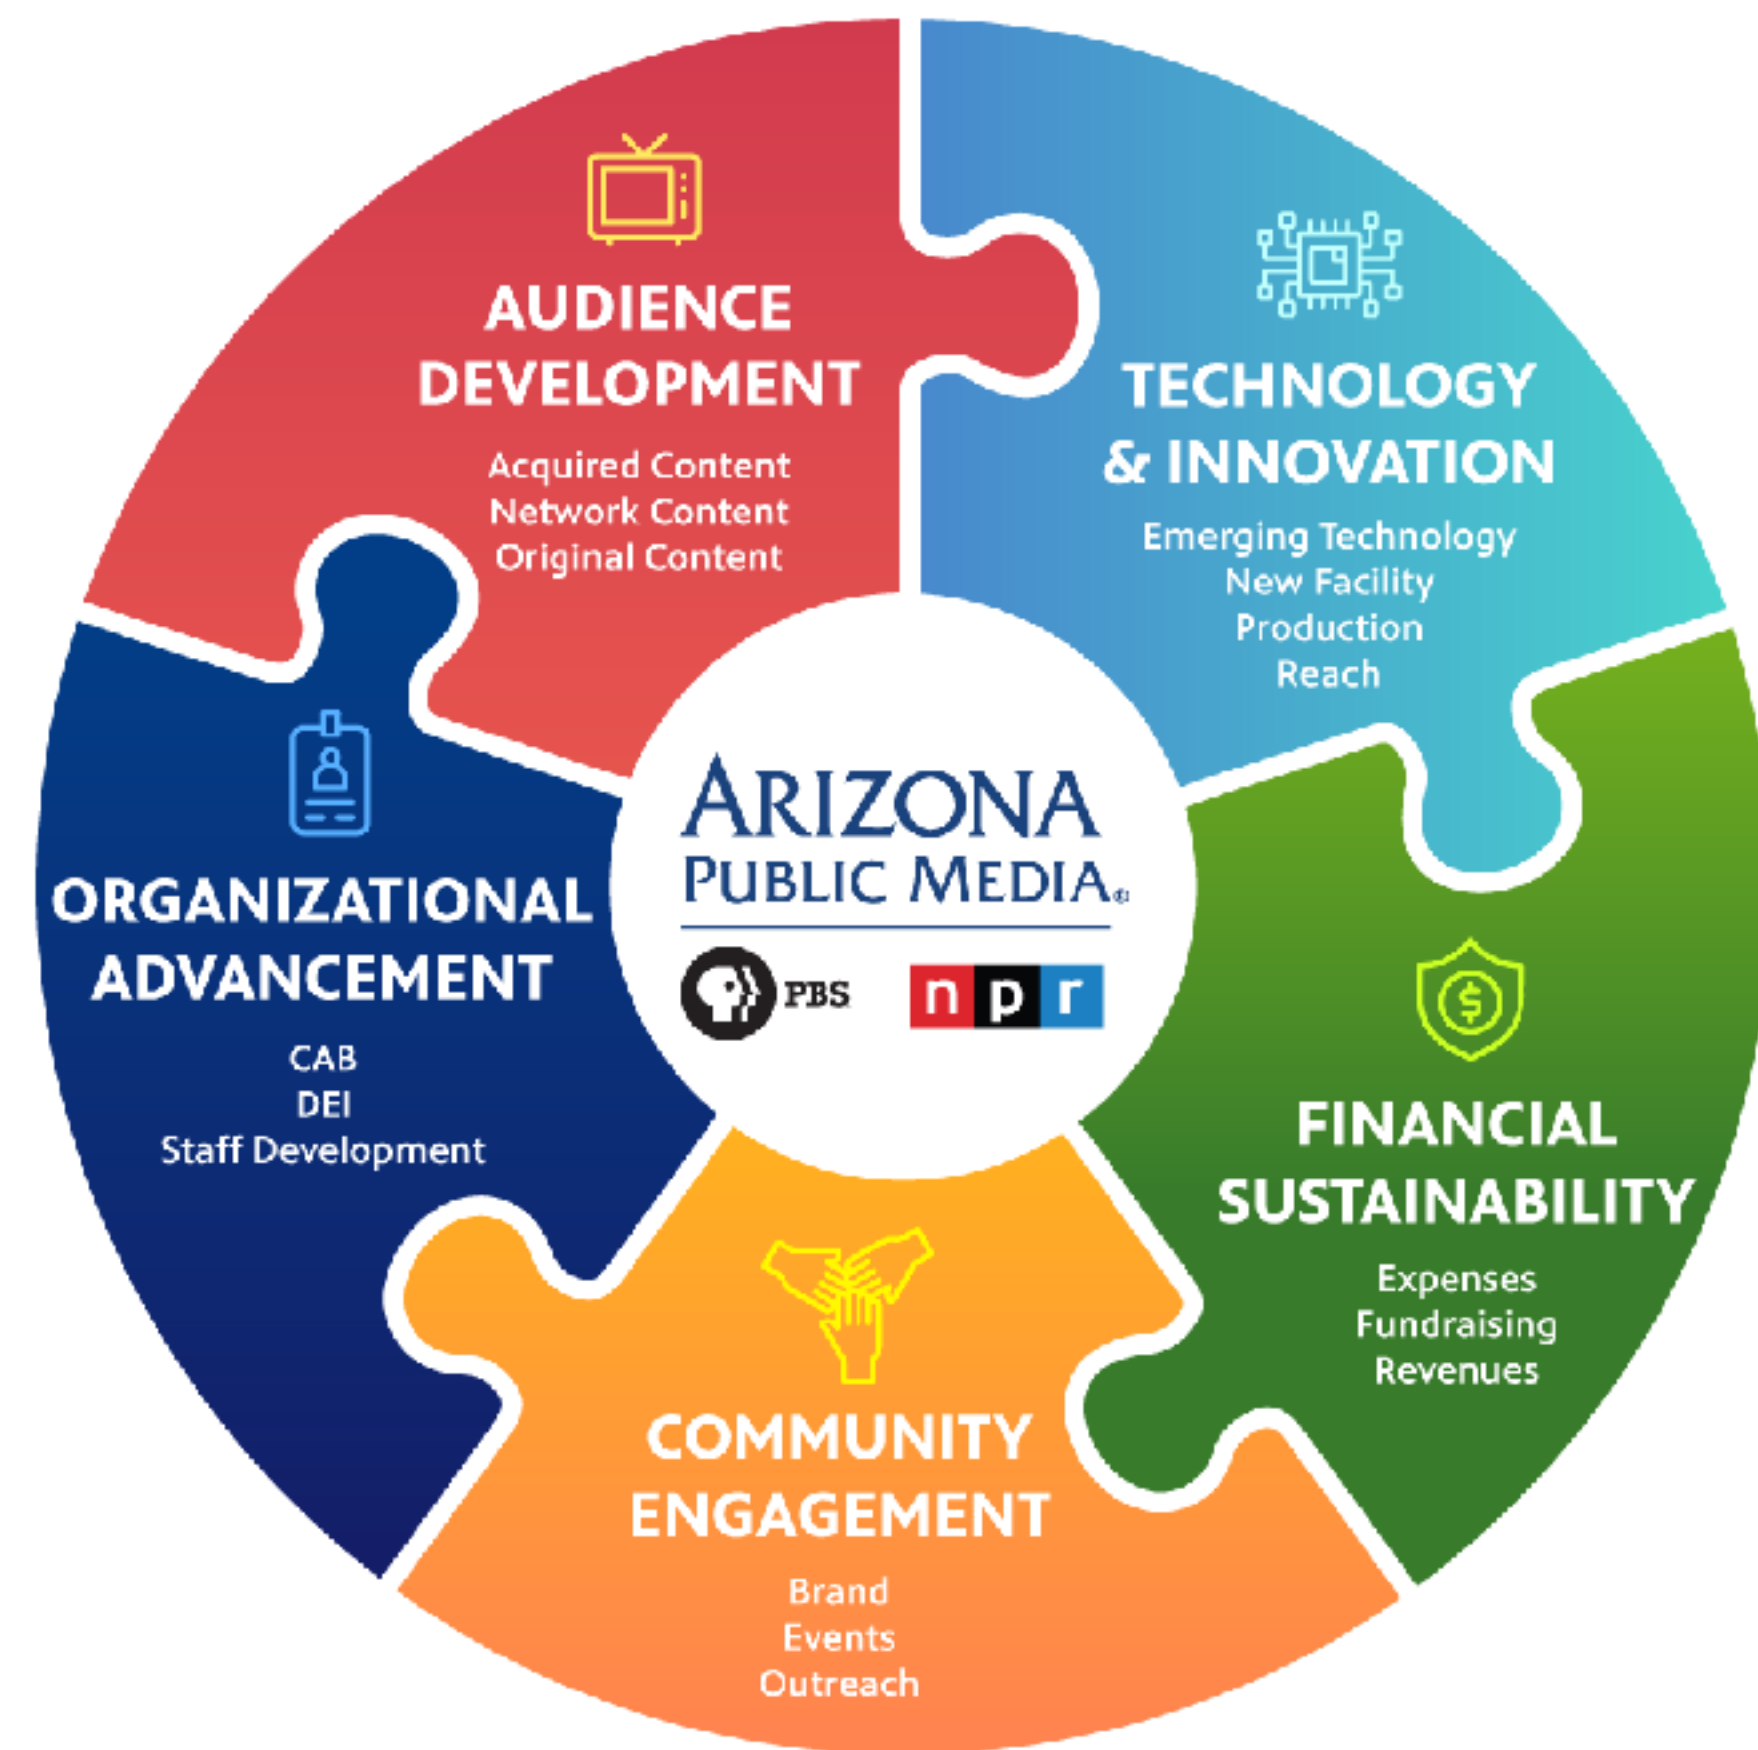 AUDIENCE
DEVELOPMENT
Acquired Content
Network Content
Original Content
TECHNOLOGY
& INNOVATION
Emerging Technology
New Facility
Production
Reach
ORGANIZATIONAL
ADVANCEMENT
CAB
DEI
Staff Development
ARIZONA
PUBLIC MEDIA®
PBS
npr
FINANCIAL
SUSTAINABILITY
Expenses
Fundraising
Revenues
COMMUNITY
ENGAGEMENT
Brand
Events
Outreach